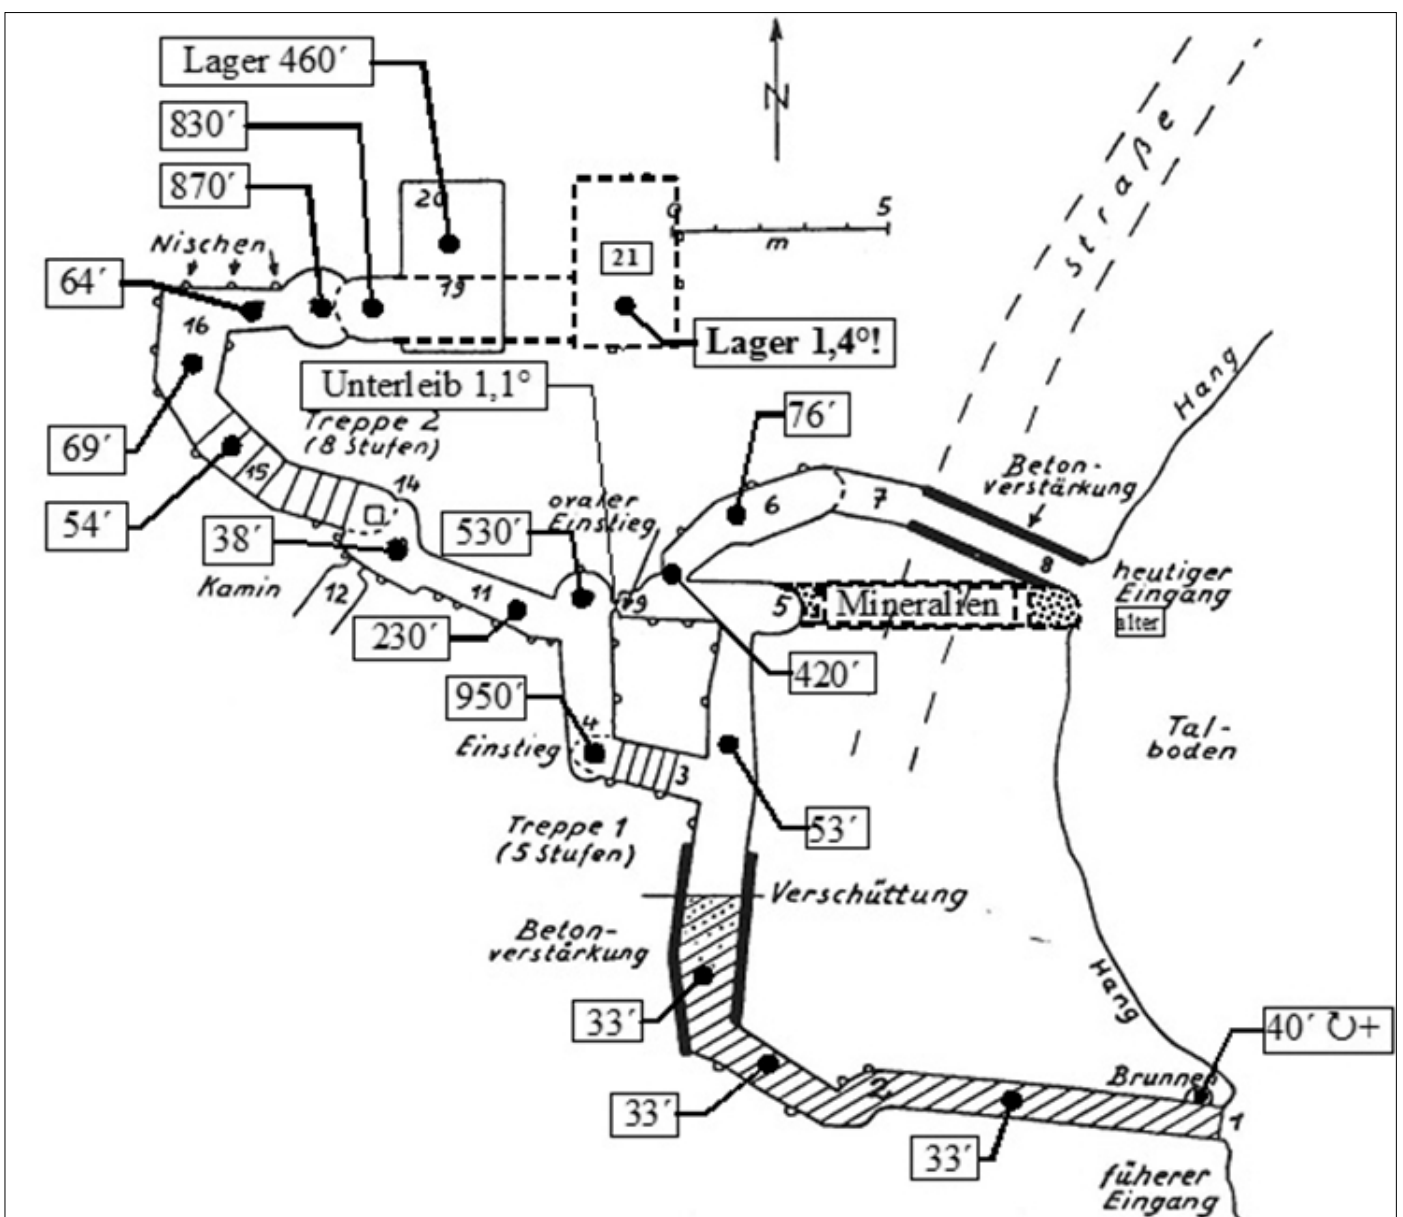 Lager 460´
830´
870´
N
Straße
20
0
5
m
21
Nischen
64´
19
16
Lager 1,4°!
Hang
Unterleib 1,1°
Treppe 2
(8 Stufen)
76´
69´
15
14
Beton-
verstärkung
ovaler
Einstieg
6
7
54´
38´
530´
8
heutiger
Eingang
alter
Kamin
12
11
9
5
Mineralien
230´
420´
950´
4
Einstieg
3
Tal-
boden
53´
Treppe 1
(5 Stufen)
Verschüttung
Beton-
verstärkung
Hang
33´
40´ ↻+
Brunnen
2
1
33´
33´
füherer
Eingang